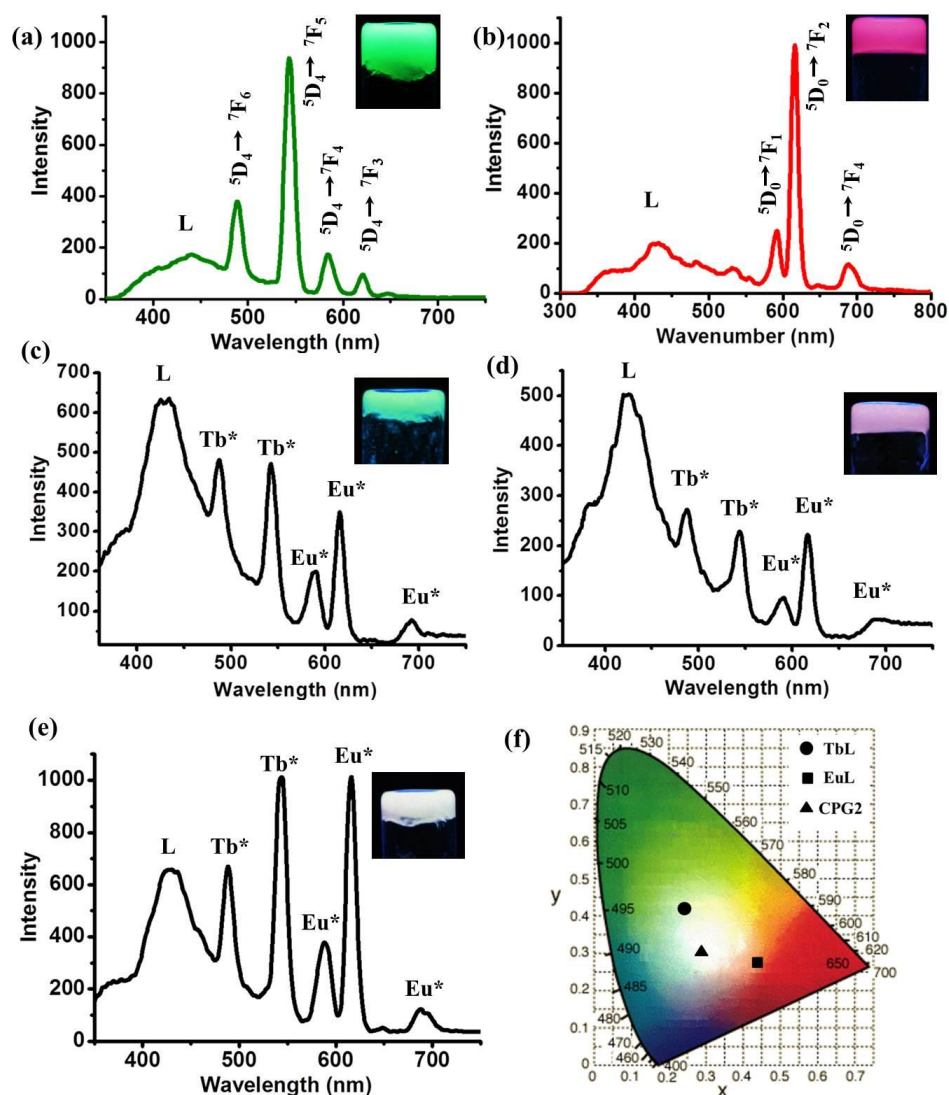 (a)
1000
800
600
400
200
0
Intensity
400 500 600 700
Wavelength (nm)
L
⁵D₄→⁷F₆
⁵D₄→⁷F₅
⁵D₄→⁷F₄
⁵D₄→⁷F₃
(b)
1000
800
600
400
200
0
Intensity
300 400 500 600 700 800
Wavenumber (nm)
L
⁵D₀→⁷F₁
⁵D₀→⁷F₂
⁵D₀→⁷F₄
(c)
700
600
500
400
300
200
100
Intensity
400 500 600 700
Wavelength (nm)
L
Tb*
Tb*
Eu*
Eu*
Eu*
(d)
500
400
300
200
100
0
Intensity
400 500 600 700
Wavelength (nm)
L
Tb*
Tb*
Eu*
Eu*
Eu*
(e)
1000
800
600
400
200
0
Intensity
400 500 600 700
Wavelength (nm)
L
Tb*
Tb*
Eu*
Eu*
Eu*
(f)
0.9
0.8
0.7
0.6
0.5
0.4
0.3
0.2
0.1
0
y
0 0.1 0.2 0.3 0.4 0.5 0.6 0.7
x
520
530
515
540
510
550
505
560
570
500
580
495
590
600
490
610
620
650
700
485
480
470
460
400
TbL
EuL
CPG2